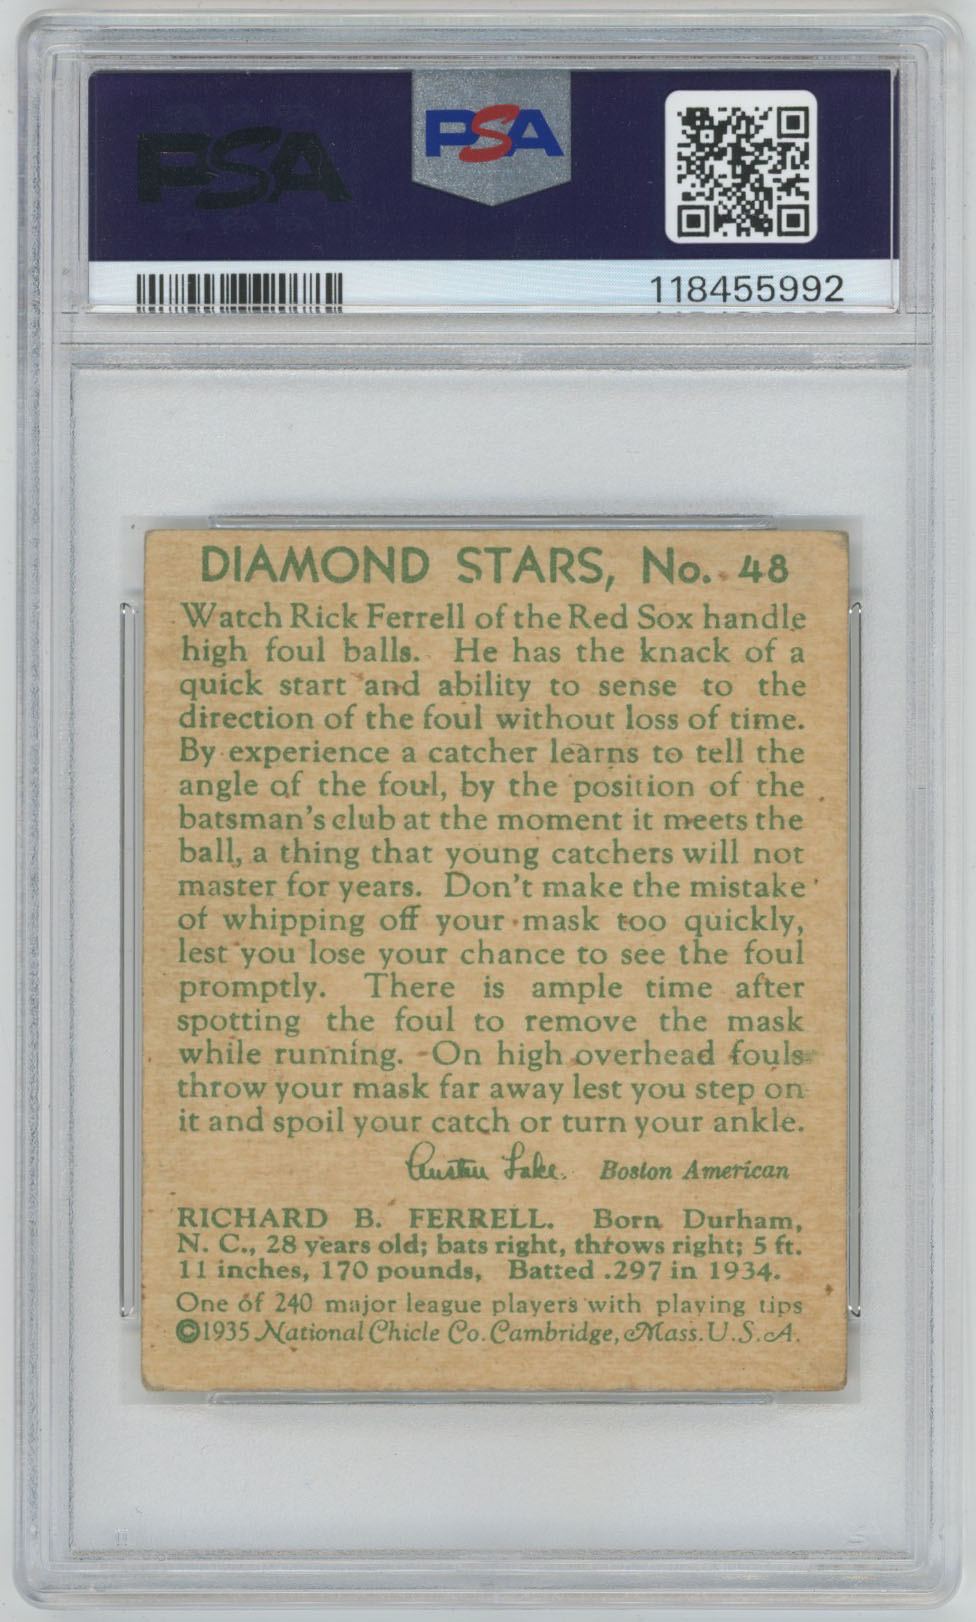 PSA
PSA
118455992
DIAMOND STARS, No. 48
Watch Rick Ferrell of the Red Sox handle
high foul balls. He has the knack of a
quick start and ability to sense to the
direction of the foul without loss of time.
By experience a catcher learns to tell the
angle of the foul, by the position of the
batsman's club at the moment it meets the
ball, a thing that young catchers will not
master for years. Don't make the mistake
of whipping off your mask too quickly,
lest you lose your chance to see the foul
promptly. There is ample time after
spotting the foul to remove the mask
while running. On high overhead fouls
throw your mask far away lest you step on
it and spoil your catch or turn your ankle.
Austen Lake. Boston American
RICHARD B. FERRELL. Born Durham,
N. C., 28 years old; bats right, throws right; 5 ft.
11 inches, 170 pounds, Batted .297 in 1934.
One of 240 major league players with playing tips
©1935 National Chicle Co. Cambridge, Mass. U.S.A.